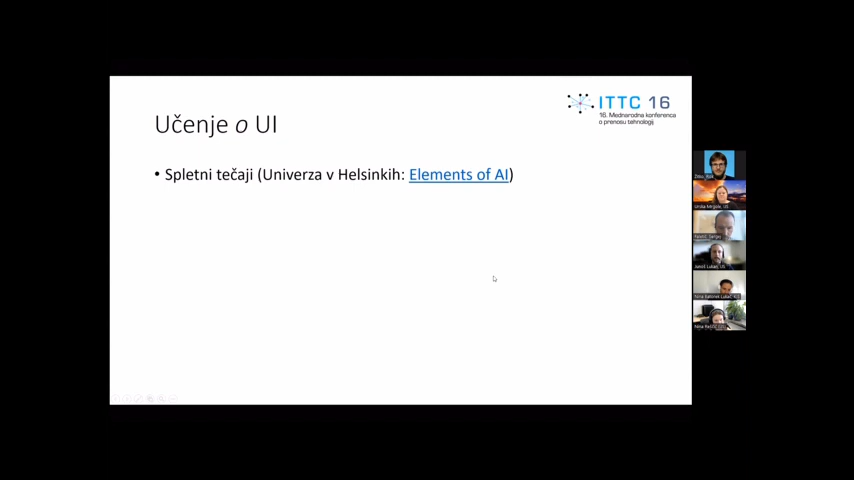 ITTC 16
16. Mednarodna konferenca
o prenosu tehnologij
Učenje o UI
• Spletni tečaji (Univerza v Helsinkih: Elements of AI)